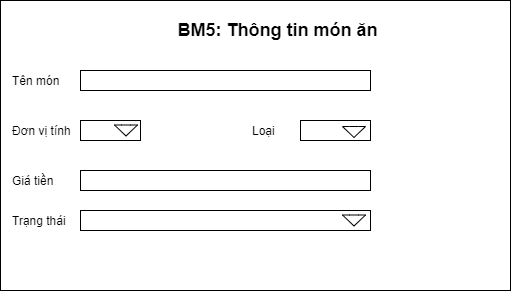 BM5: Thông tin món ăn
Tên món
Đơn vị tính
Loại
Giá tiền
Trạng thái